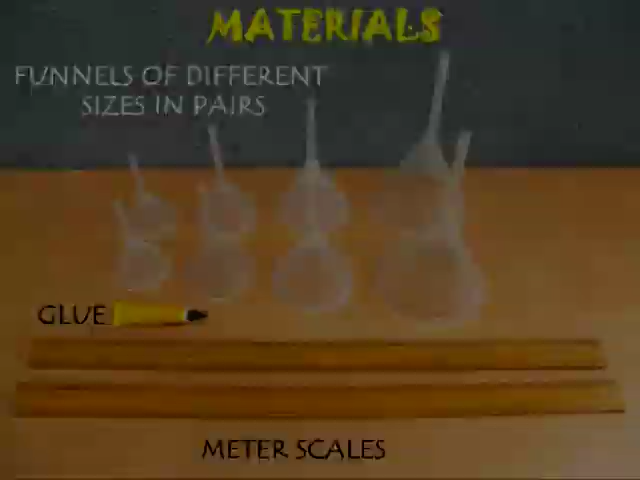 MATERIALS
FUNNELS OF DIFFERENT
SIZES IN PAIRS
GLUE
METER SCALES